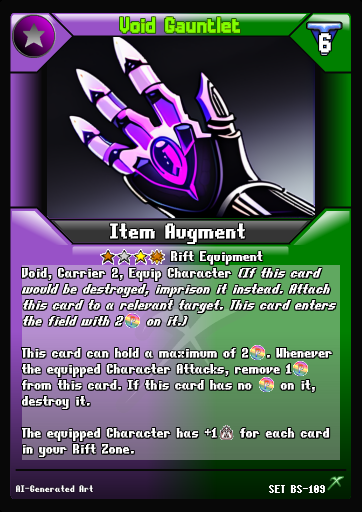 Void Gauntlet
6
Item Augment
Rift Equipment
Void, Carrier 2, Equip Character (If this card
would be destroyed, imprison it instead. Attach
this card to a relevant target. This card enters
the field with 2 on it.)
This card can hold a maximum of 2. Whenever
the equipped Character Attacks, remove 1
from this card. If this card has no on it,
destroy it.
The equipped Character has +1 for each card
in your Rift Zone.
AI-Generated Art
SET BS-189